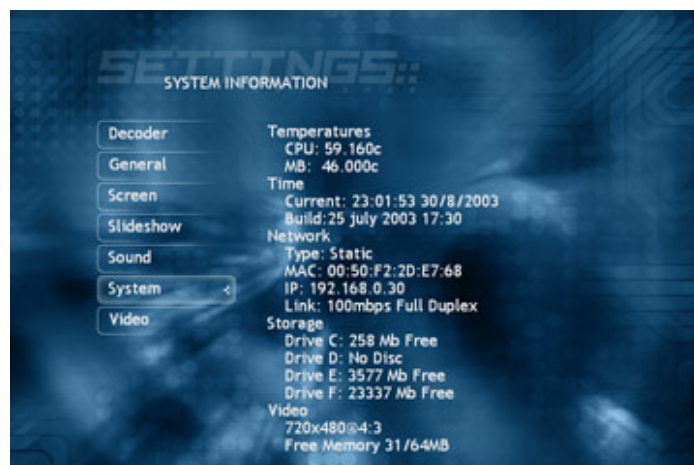 SETTINGS::
SYSTEM INFORMATION
Decoder
General
Screen
Slideshow
Sound
System <
Video
Temperatures
CPU: 59.160c
MB: 46.000c
Time
Current: 23:01:53 30/8/2003
Build:25 july 2003 17:30
Network
Type: Static
MAC: 00:50:F2:2D:E7:68
IP: 192.168.0.30
Link: 100mbps Full Duplex
Storage
Drive C: 258 Mb Free
Drive D: No Disc
Drive E: 3577 Mb Free
Drive F: 23337 Mb Free
Video
720x480@4:3
Free Memory 31/64MB